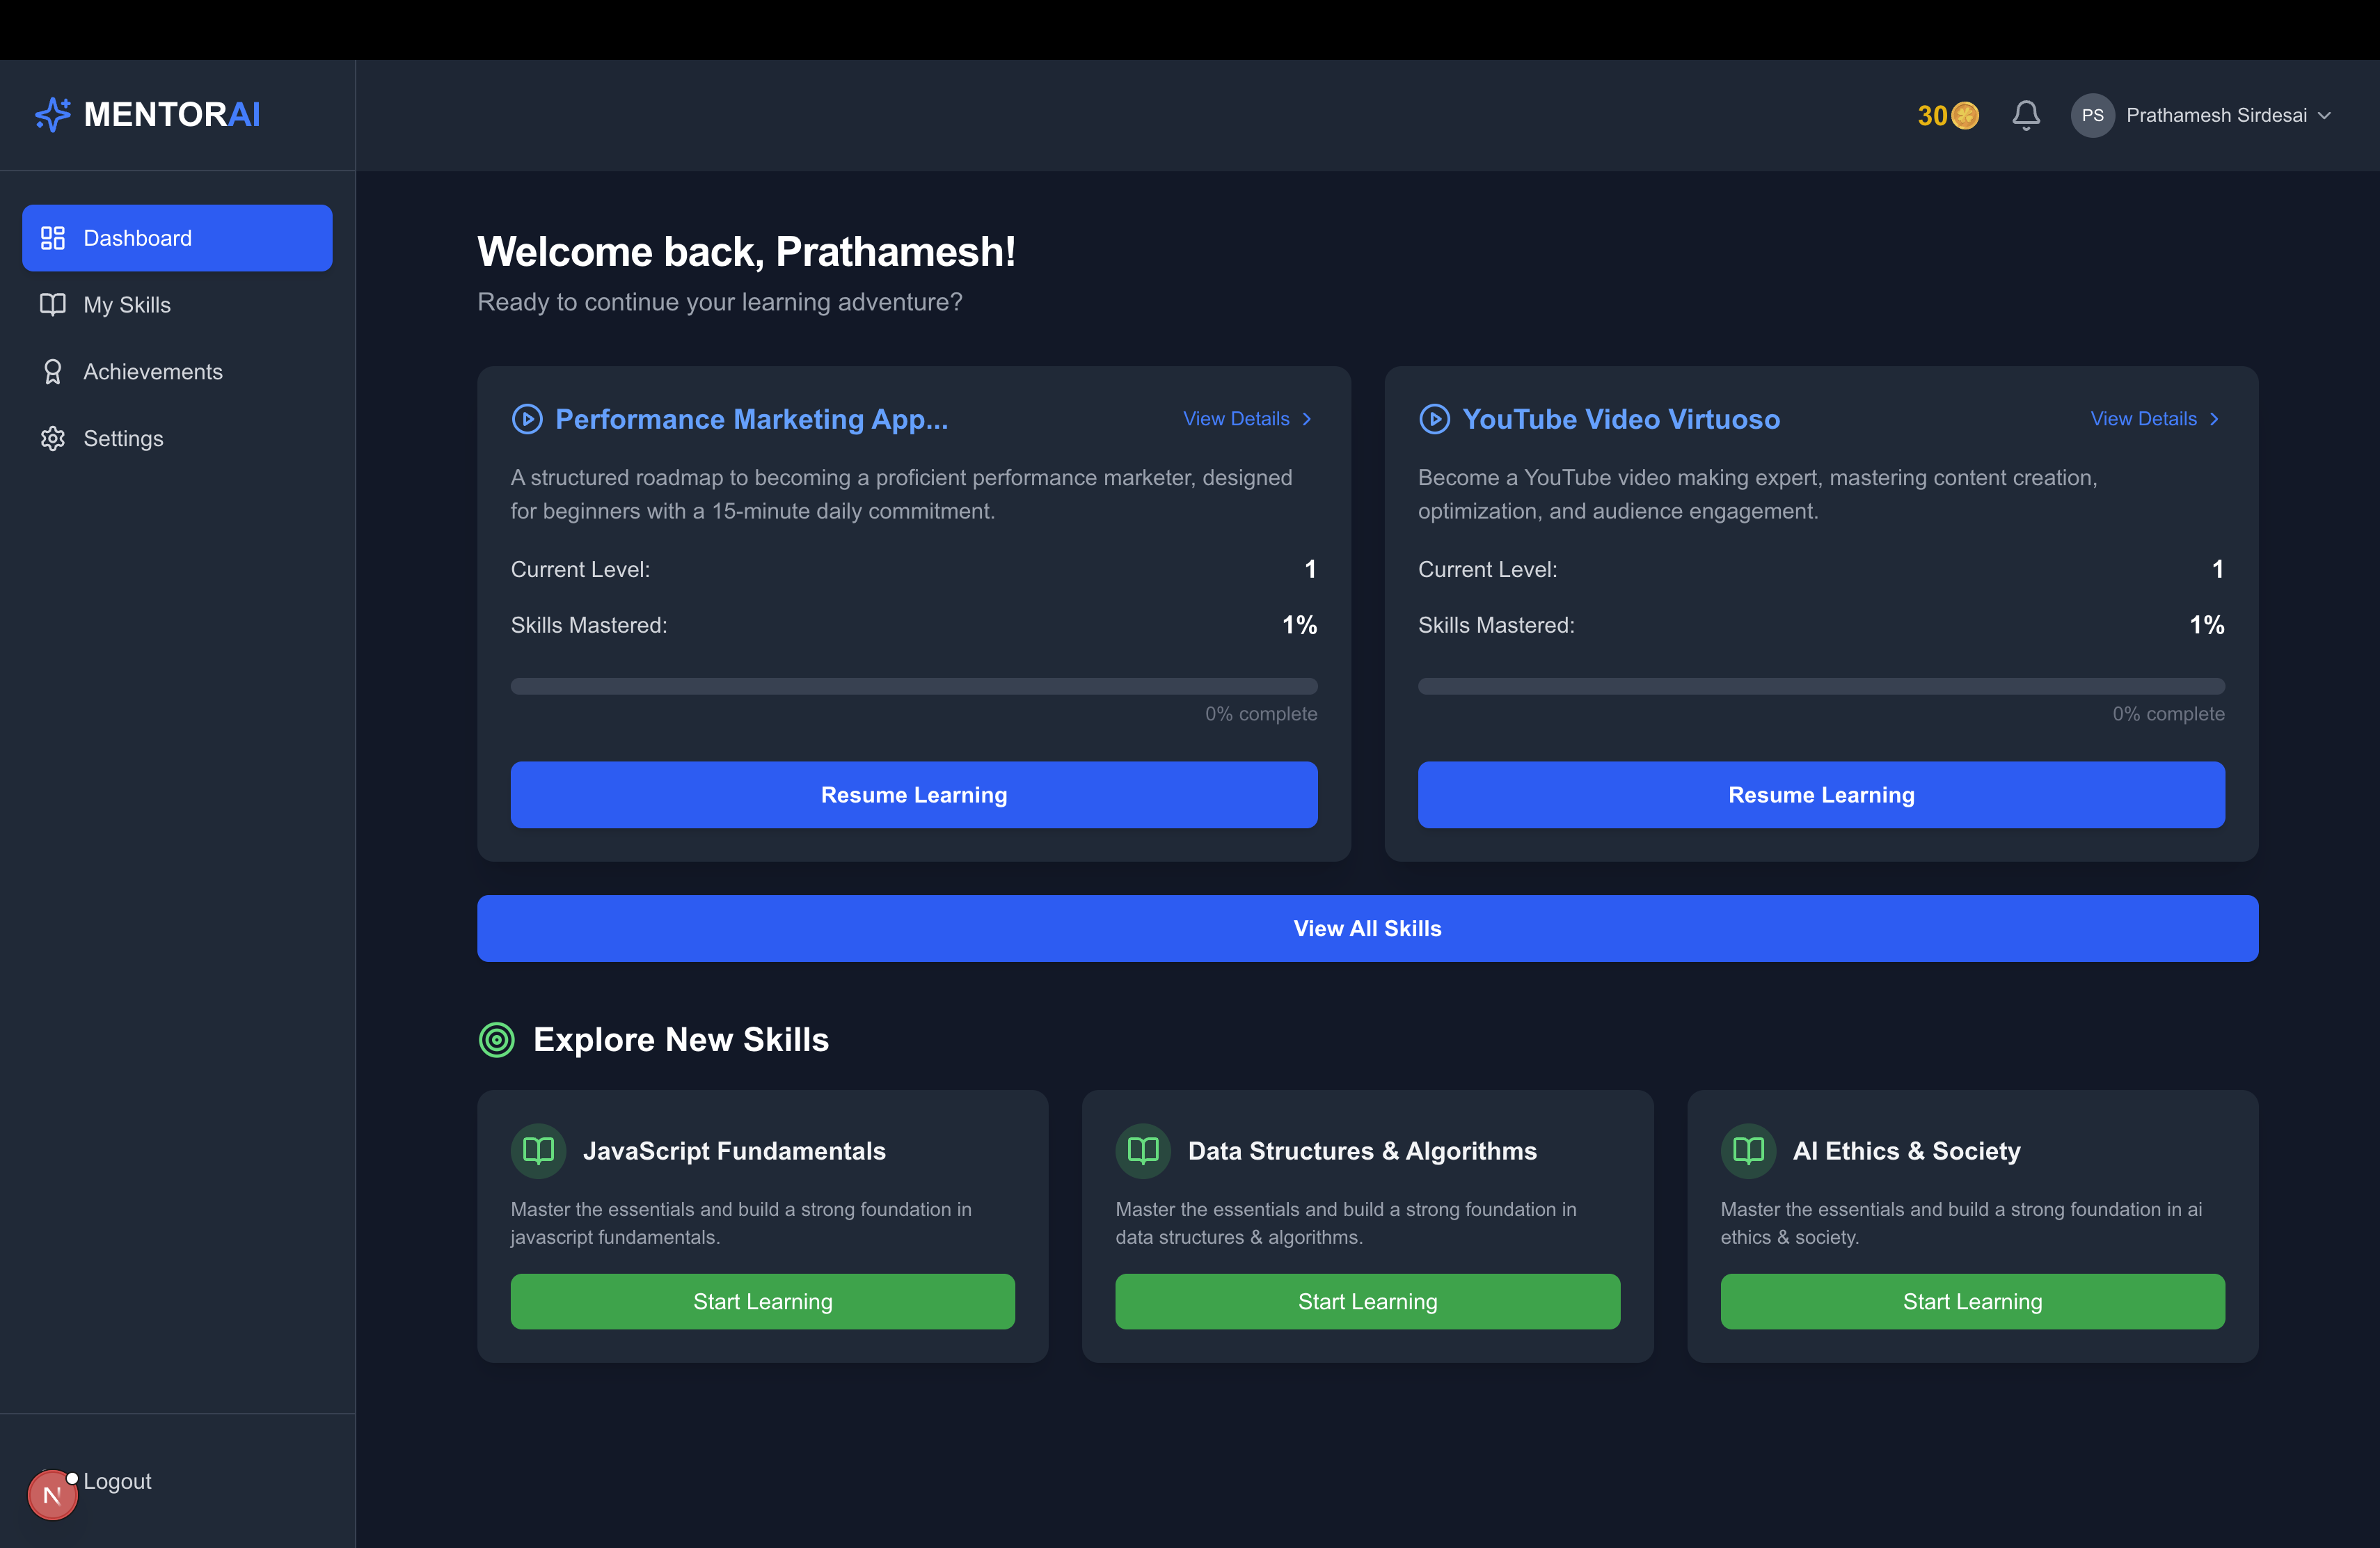 MENTORAI
30
PS
Prathamesh Sirdesai
Dashboard
My Skills
Achievements
Settings
Welcome back, Prathamesh!
Ready to continue your learning adventure?
Performance Marketing App...
View Details
A structured roadmap to becoming a proficient performance marketer, designed
for beginners with a 15-minute daily commitment.
Current Level:
1
Skills Mastered:
1%
0% complete
Resume Learning
YouTube Video Virtuoso
View Details
Become a YouTube video making expert, mastering content creation,
optimization, and audience engagement.
Current Level:
1
Skills Mastered:
1%
0% complete
Resume Learning
View All Skills
Explore New Skills
JavaScript Fundamentals
Master the essentials and build a strong foundation in
javascript fundamentals.
Start Learning
Data Structures & Algorithms
Master the essentials and build a strong foundation in
data structures & algorithms.
Start Learning
AI Ethics & Society
Master the essentials and build a strong foundation in ai
ethics & society.
Start Learning
N
Logout